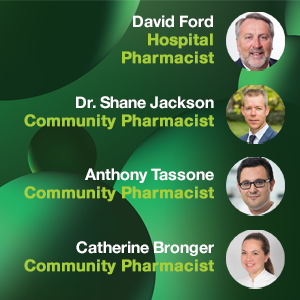 David Ford
Hospital
Pharmacist
Dr. Shane Jackson
Community Pharmacist
Anthony Tassone
Community Pharmacist
Catherine Bronger
Community Pharmacist